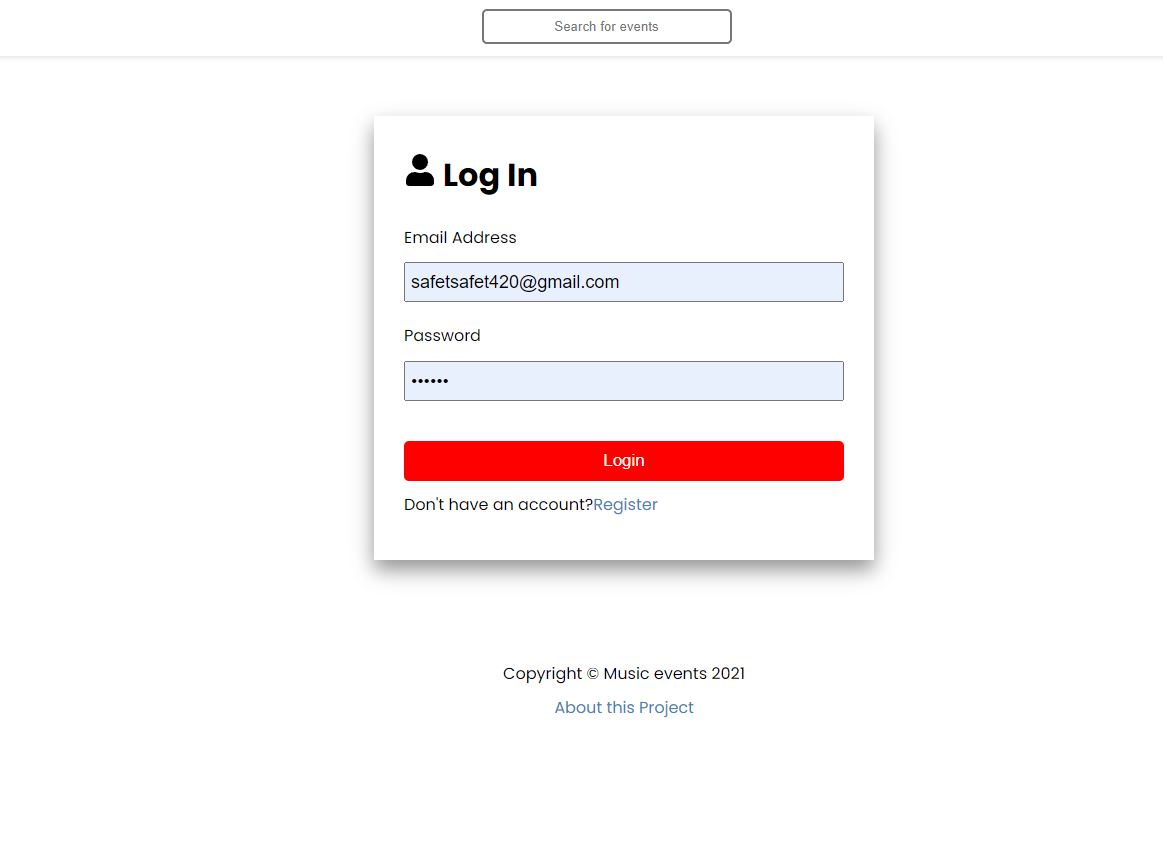 Search for events
Log In
Email Address
safetsafet420@gmail.com
Password
••••••
Login
Don't have an account?Register
Copyright © Music events 2021
About this Project